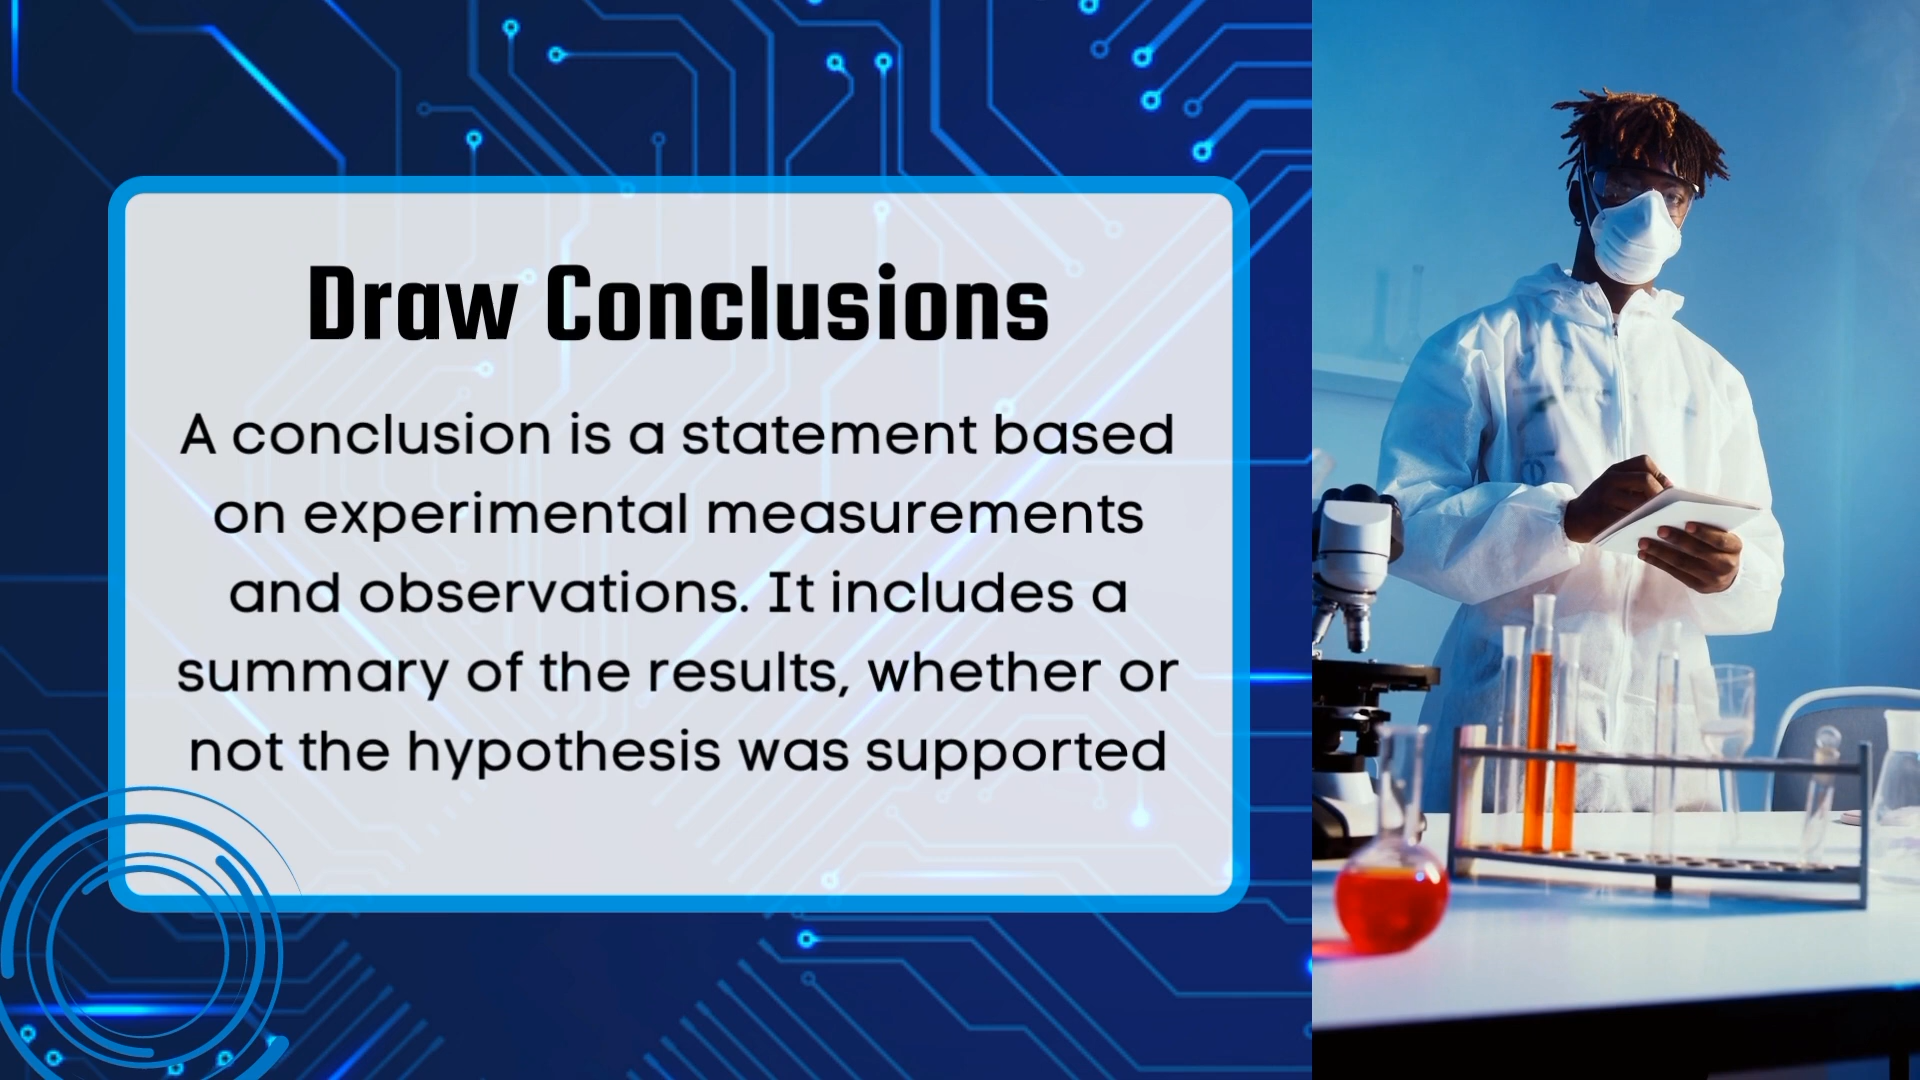 Draw Conclusions
A conclusion is a statement based
on experimental measurements
and observations. It includes a
summary of the results, whether or
not the hypothesis was supported